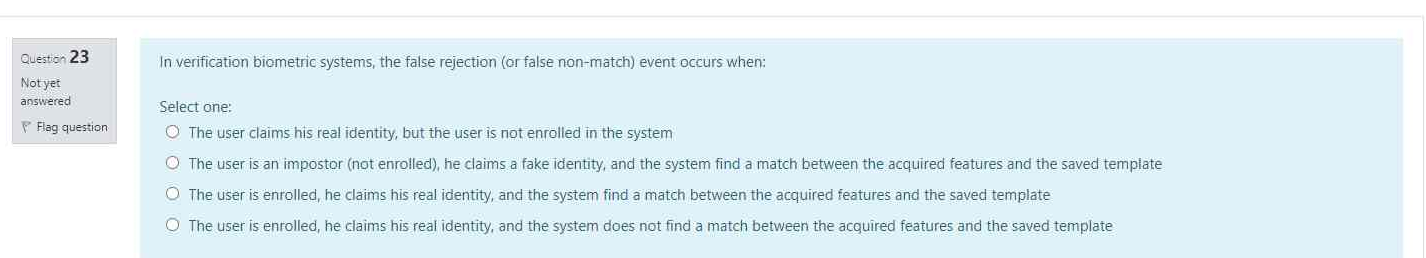 Question 23
Not yet
answered
Flag question
In verification biometric systems, the false rejection (or false non-match) event occurs when:
Select one:
The user claims his real identity, but the user is not enrolled in the system
The user is an impostor (not enrolled), he claims a fake identity, and the system find a match between the acquired features and the saved template
The user is enrolled, he claims his real identity, and the system find a match between the acquired features and the saved template
The user is enrolled, he claims his real identity, and the system does not find a match between the acquired features and the saved template